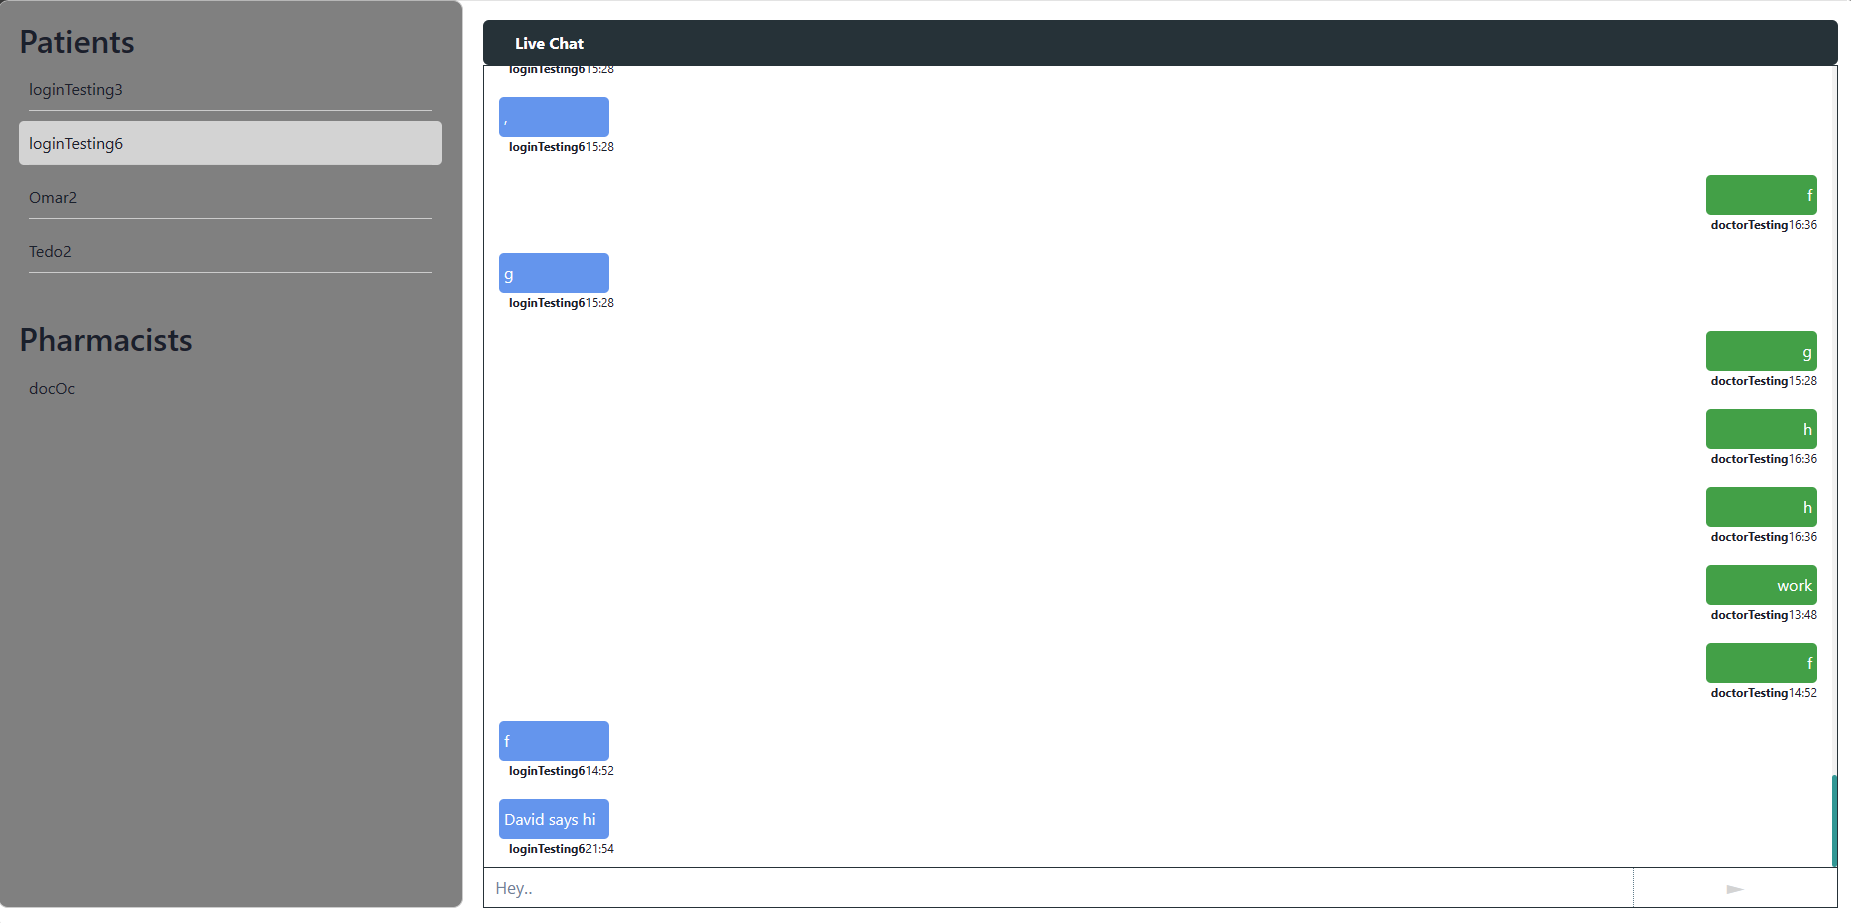 Patients
loginTesting3
loginTesting6
Omar2
Tedo2
Pharmacists
docOc
Live Chat
loginTesting615:28
,
loginTesting615:28
f
doctorTesting16:36
g
loginTesting615:28
g
doctorTesting15:28
h
doctorTesting16:36
h
doctorTesting16:36
work
doctorTesting13:48
f
doctorTesting14:52
f
loginTesting614:52
David says hi
loginTesting621:54
Hey..
►